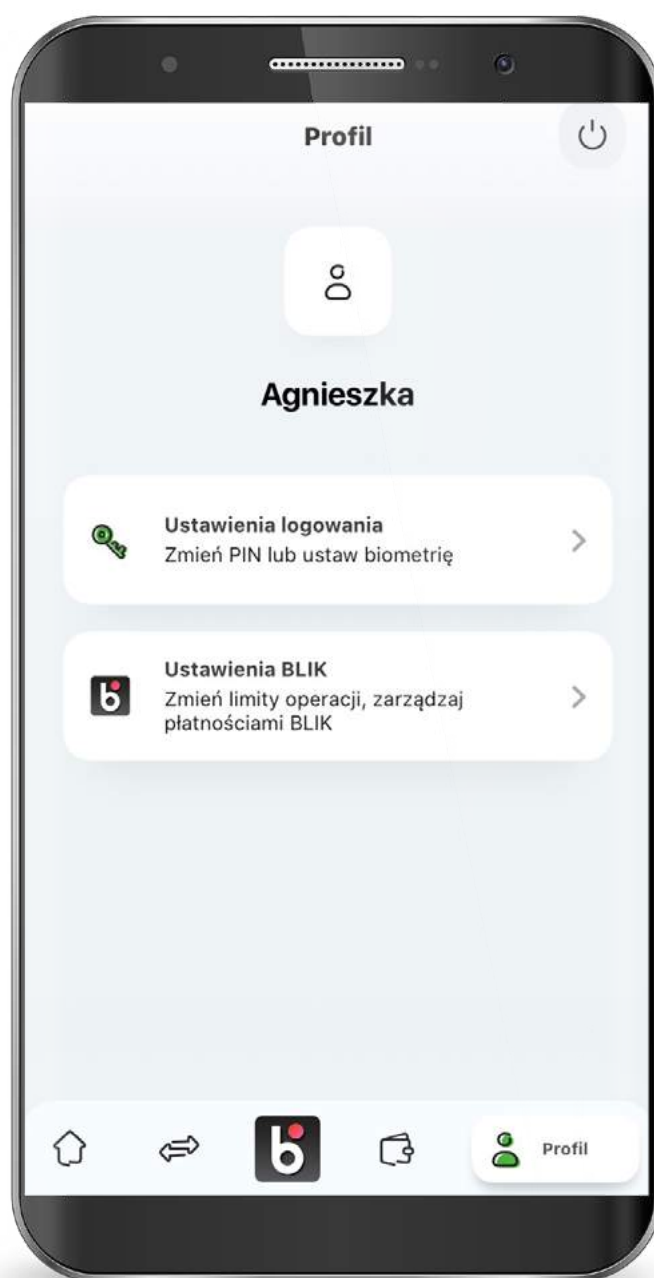 Profil
Agnieszka
Ustawienia logowania
Zmień PIN lub ustaw biometrię
Ustawienia BLIK
Zmień limity operacji, zarządzaj
płatnościami BLIK
Profil